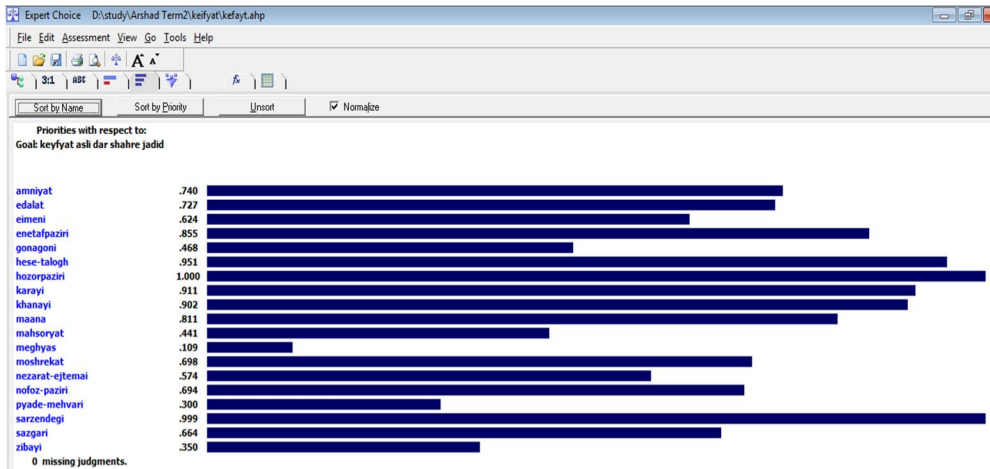 Expert Choice D:\study\Arshad Term2\keifyat\kefayt.ahp
File Edit Assessment View Go Tools Help
A A
3:1 ABC fx
Sort by Name Sort by Priority Unsort Normalize
Priorities with respect to:
Goal: keyfyat asli dar shahre jadid
amniyat .740
edalat .727
eimeni .624
enetafpaziri .855
gonagoni .468
hese-talogh .951
hozorpaziri 1.000
karayi .911
khanayi .902
maana .811
mahsoryat .441
meghyas .109
moshrekat .698
nezarat-ejtemai .574
nofoz-paziri .694
pyade-mehvari .300
sarzendegi .999
sazgari .664
zibayi .350
0 missing judgments.